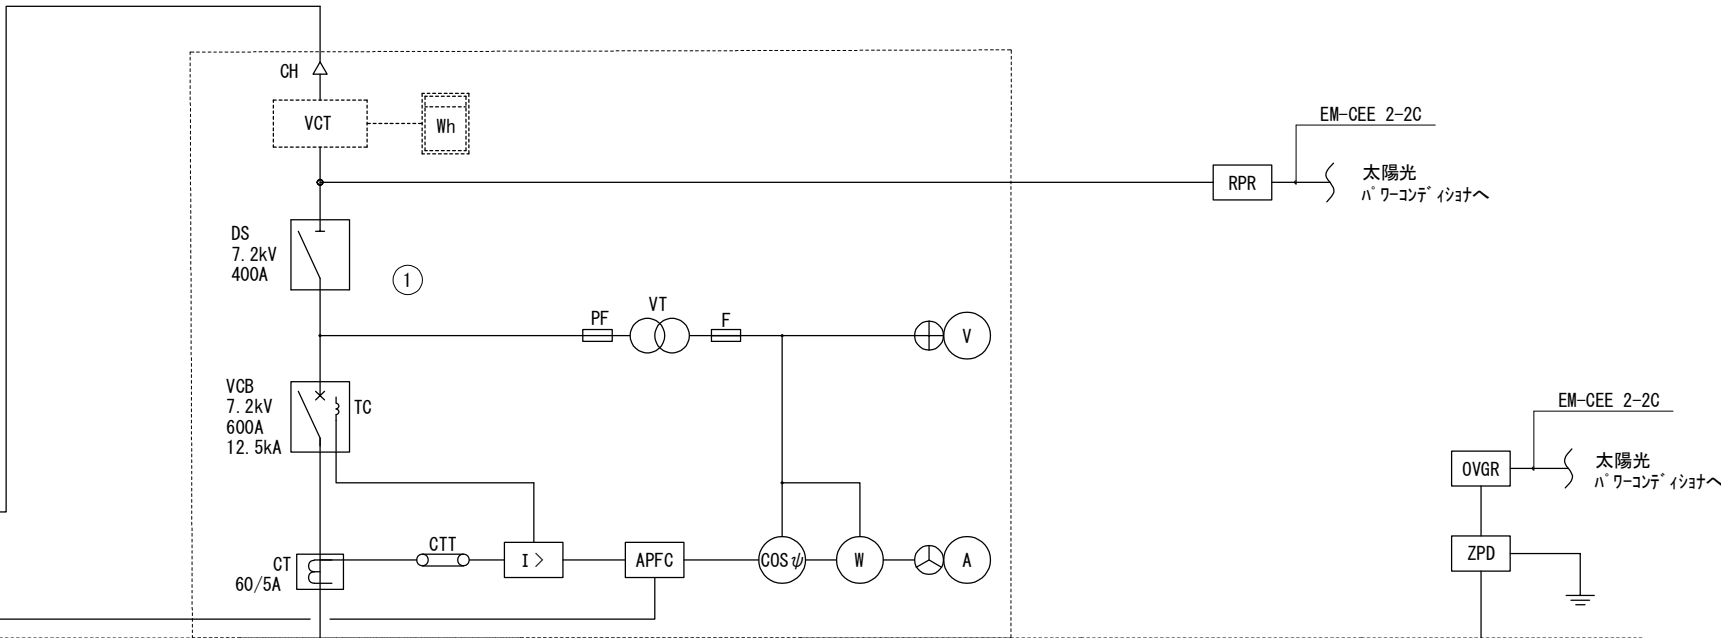 CH
VCT
Wh
EM-CEE 2-2C
RPR
太陽光
ﾊﾟﾜｰｺﾝﾃﾞｨｼｮﾅへ
DS
7.2kV
400A
1
PF
VT
F
V
VCB
7.2kV
600A
12.5kA
TC
EM-CEE 2-2C
OVGR
太陽光
ﾊﾟﾜｰｺﾝﾃﾞｨｼｮﾅへ
CT
60/5A
CTT
I >
APFC
COSψ
W
A
ZPD